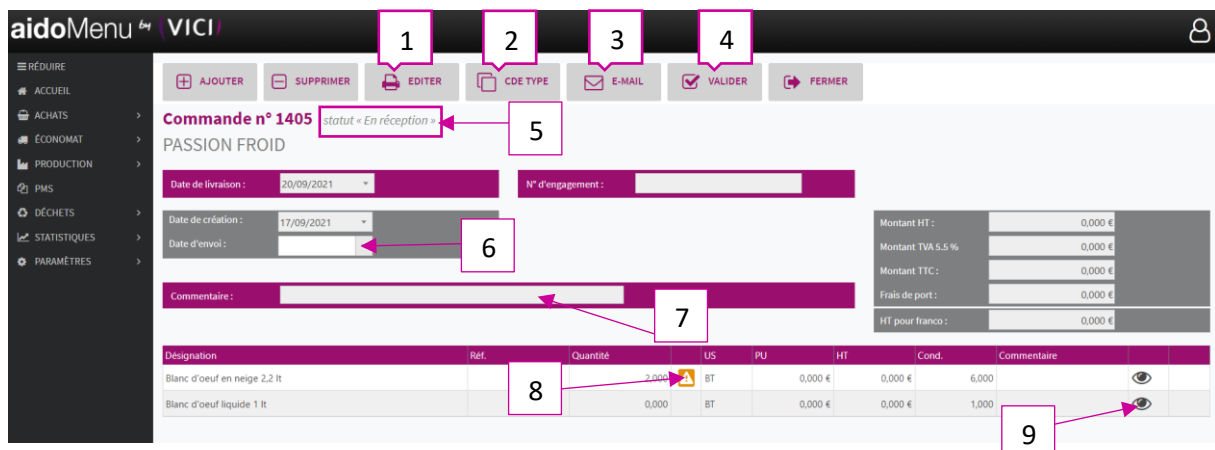 aidoMenu by (VICI)
1
2
3
4
RÉDUIRE
ACCUEIL
ACHATS
ÉCONOMAT
PRODUCTION
PMS
DÉCHETS
STATISTIQUES
PARAMÈTRES
AJOUTER SUPPRIMER EDITER CDE TYPE E-MAIL VALIDER FERMER
Commande n° 1405 statut « En réception »
5
PASSION FROID
Date de livraison : 20/09/2021 N° d'engagement :
Date de création : 17/09/2021
Date d'envoi :
6
Montant HT : 0,000 €
Montant TVA 5.5 % 0,000 €
Montant TTC : 0,000 €
Frais de port : 0,000 €
HT pour franco : 0,000 €
Commentaire :
7
Désignation Réf. Quantité US PU HT Cond. Commentaire
Blanc d'oeuf en neige 2,2 lt 2,000 BT 0,000 € 0,000 € 6,000
8
Blanc d'oeuf liquide 1 lt 0,000 BT 0,000 € 0,000 € 1,000
9